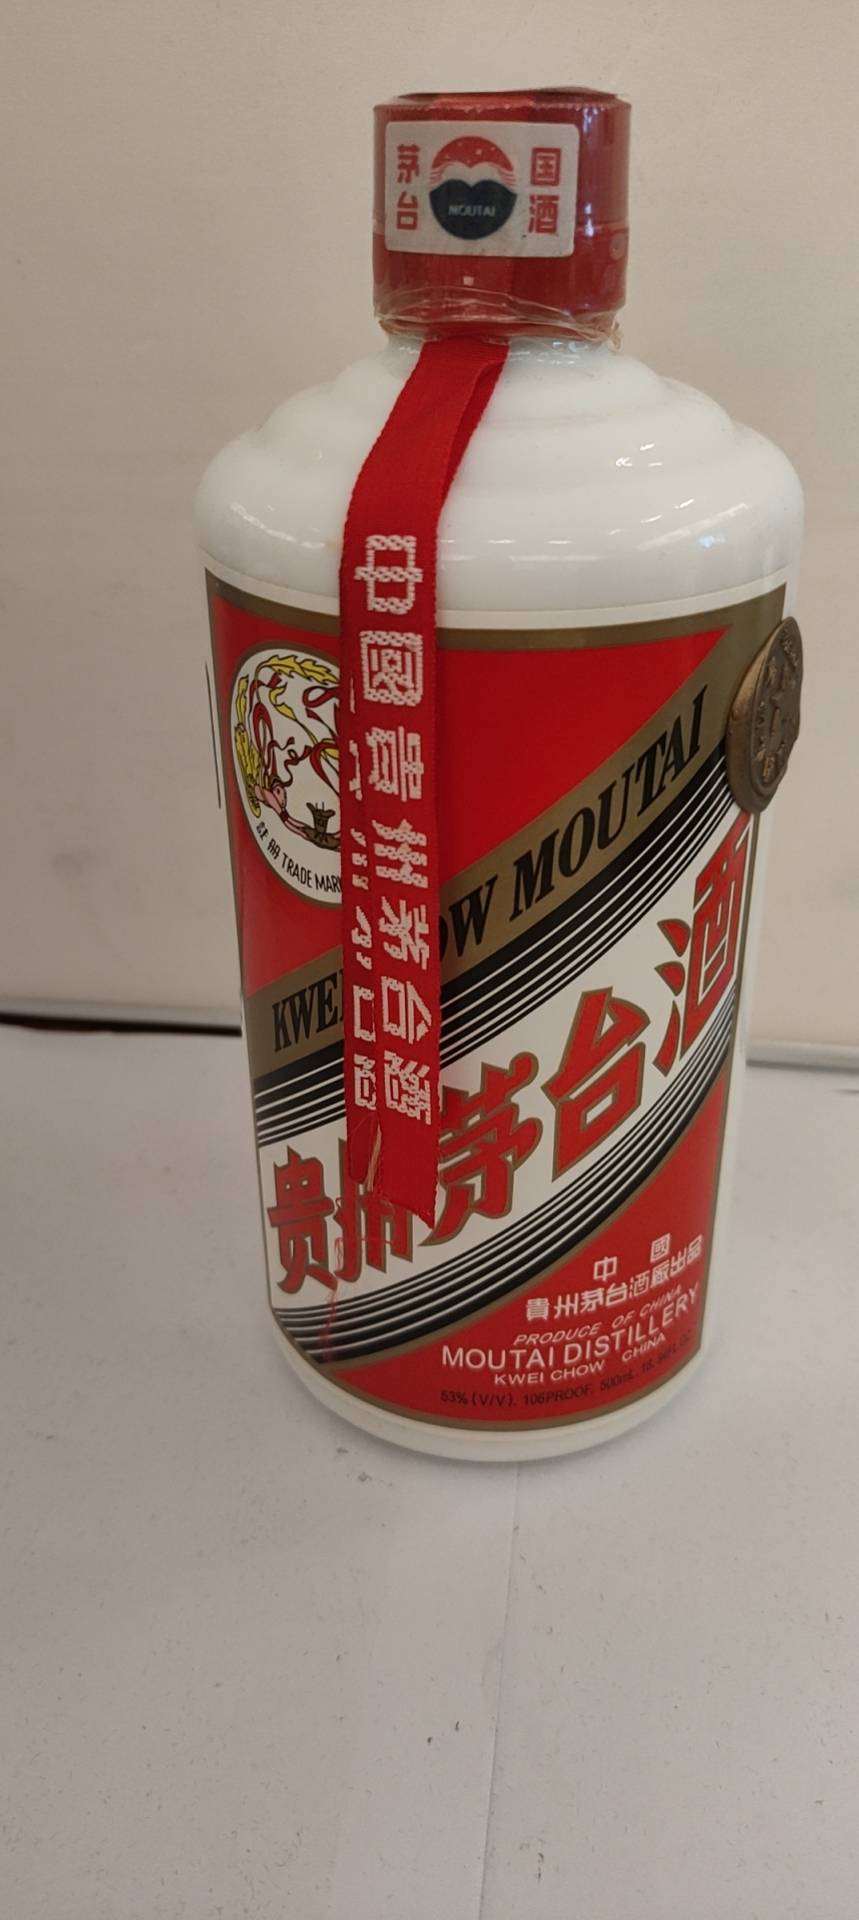 国酒
茅台
MOUTAI
中國貴州茅台酒
TRADE MARK
MOUTAI
贵州茅台酒
中國
貴州茅台酒廠出品
PRODUCE OF CHINA
MOUTAI DISTILLERY
KWEI CHOW CHINA
53% (V/V). 106PROOF. 500mL.